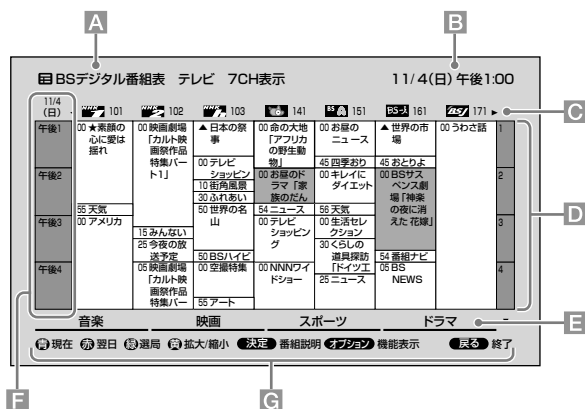 A
B
BSデジタル番組表 テレビ 7CH表示
11/4(日)午後1:00
11/4
(日)
101
102
103
141
151
BS-i 161
171
C
午後1
00 ★素顔の
心に愛は
揺れ
55 天気
00 アメリカ
00 映画劇場
「カルト映
画祭作品
特集パー
ト1」
15 みんない
25 今夜の放
送予定
05 映画劇場
「カルト映
画祭作品
特集パー
▲日本の祭
事
00 テレビ
ショッピン
10 街角風景
30 ふれあい
50 世界の名
山
50 BSハイビ
00 空撮特集
55 アート
00 命の大地
「アフリカ
の野生動
物」
00 お昼のド
ラマ「家
族のだん
54 ニュース
00 テレビ
ショッピン
グ
00 NNNワイ
ドショー
00 お昼の
ニュース
45 四季おり
00 キレイに
ダイエット
56 天気
00 生活セレ
クション
30 くらしの
道具探訪
「ドイツエ
25 ニュース
▲世界の市
場
45 おとりよ
00 BSサス
ペンス劇
場「神楽
の夜に消
えた花嫁」
54 番組ナビ
05 BS
NEWS
00 うわさ話
1
午後2
2
午後3
3
午後4
4
D
音楽
映画
スポーツ
ドラマ
E
青 現在 赤 翌日 緑 選局 黄 拡大/縮小 決定 番組説明 オプション 機能表示 戻る 終了
F
G